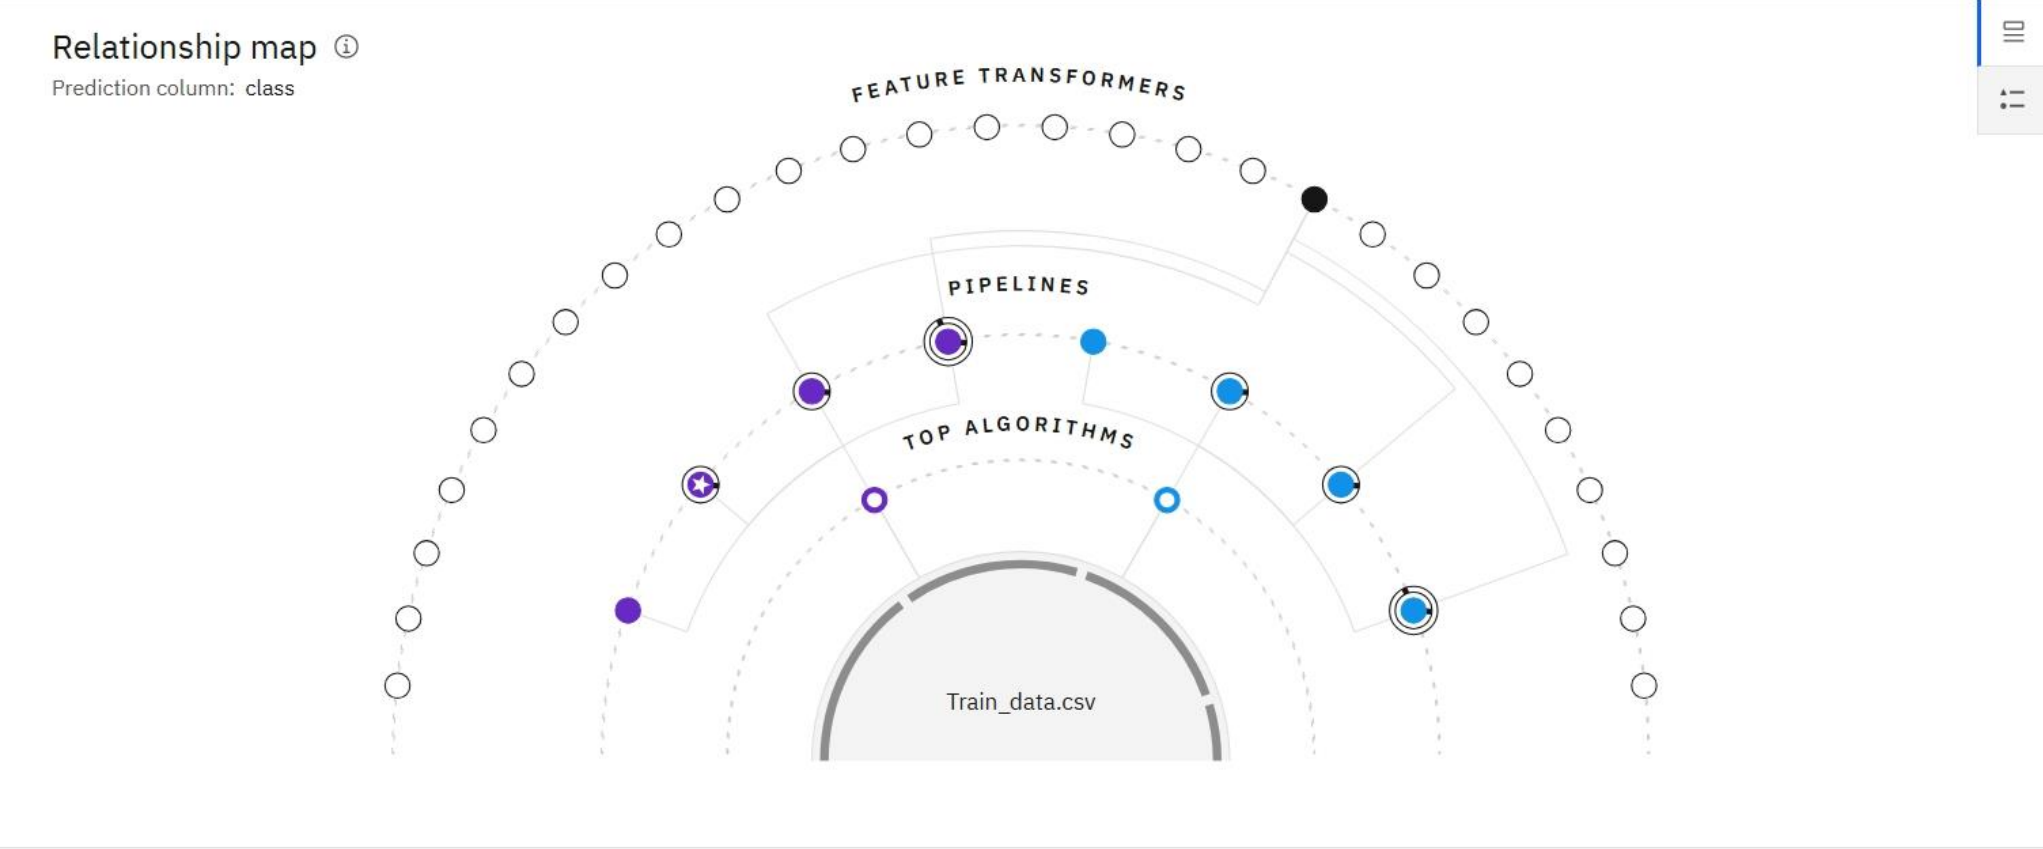 Relationship map
Prediction column: class
FEATURE TRANSFORMERS
PIPELINES
TOP ALGORITHMS
Train_data.csv